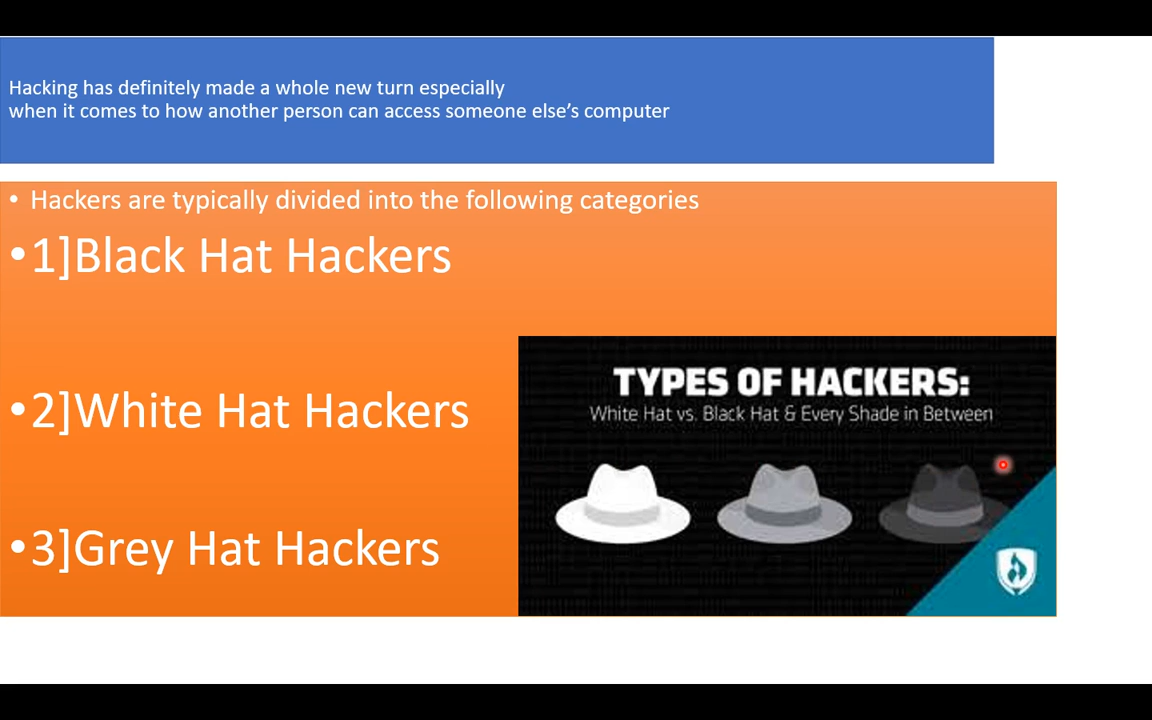 Hacking has definitely made a whole new turn especially
when it comes to how another person can access someone else’s computer
• Hackers are typically divided into the following categories
•1]Black Hat Hackers
•2]White Hat Hackers
•3]Grey Hat Hackers
TYPES OF HACKERS:
White Hat vs. Black Hat & Every Shade in Between